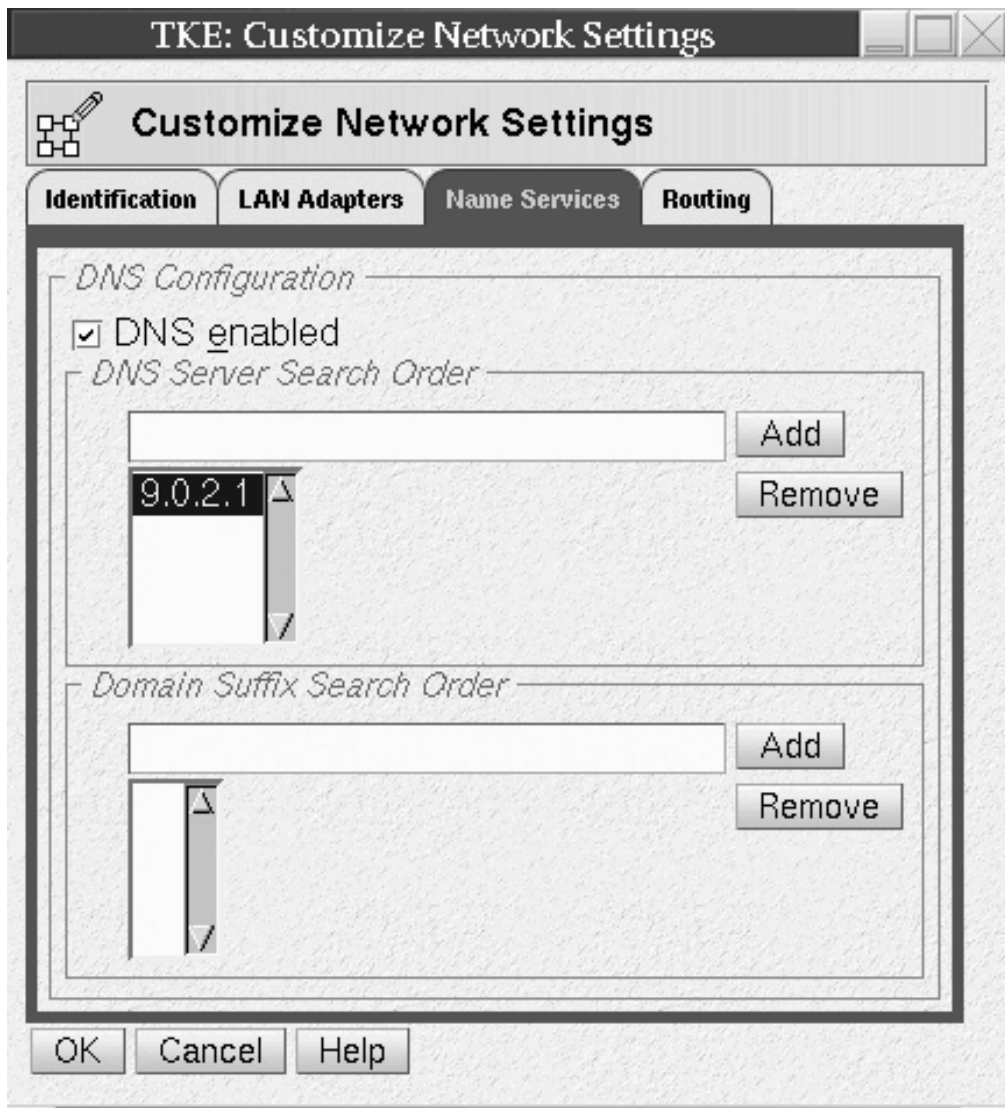 TKE: Customize Network Settings
Customize Network Settings
Identification
LAN Adapters
Name Services
Routing
DNS Configuration
DNS enabled
DNS Server Search Order
Add
9.0.2.1
Remove
Domain Suffix Search Order
Add
Remove
OK
Cancel
Help